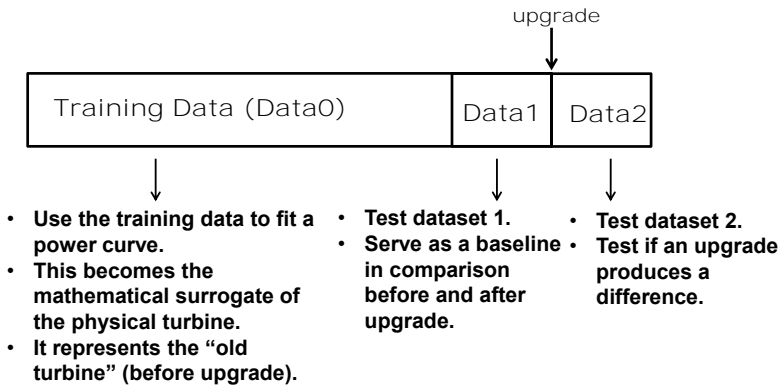 upgrade
Training Data (Data0)
Data1
Data2
• Use the training data to fit a
power curve.
• This becomes the
mathematical surrogate of
the physical turbine.
• It represents the “old
turbine” (before upgrade).
• Test dataset 1.
• Serve as a baseline
in comparison
before and after
upgrade.
• Test dataset 2.
• Test if an upgrade
produces a
difference.